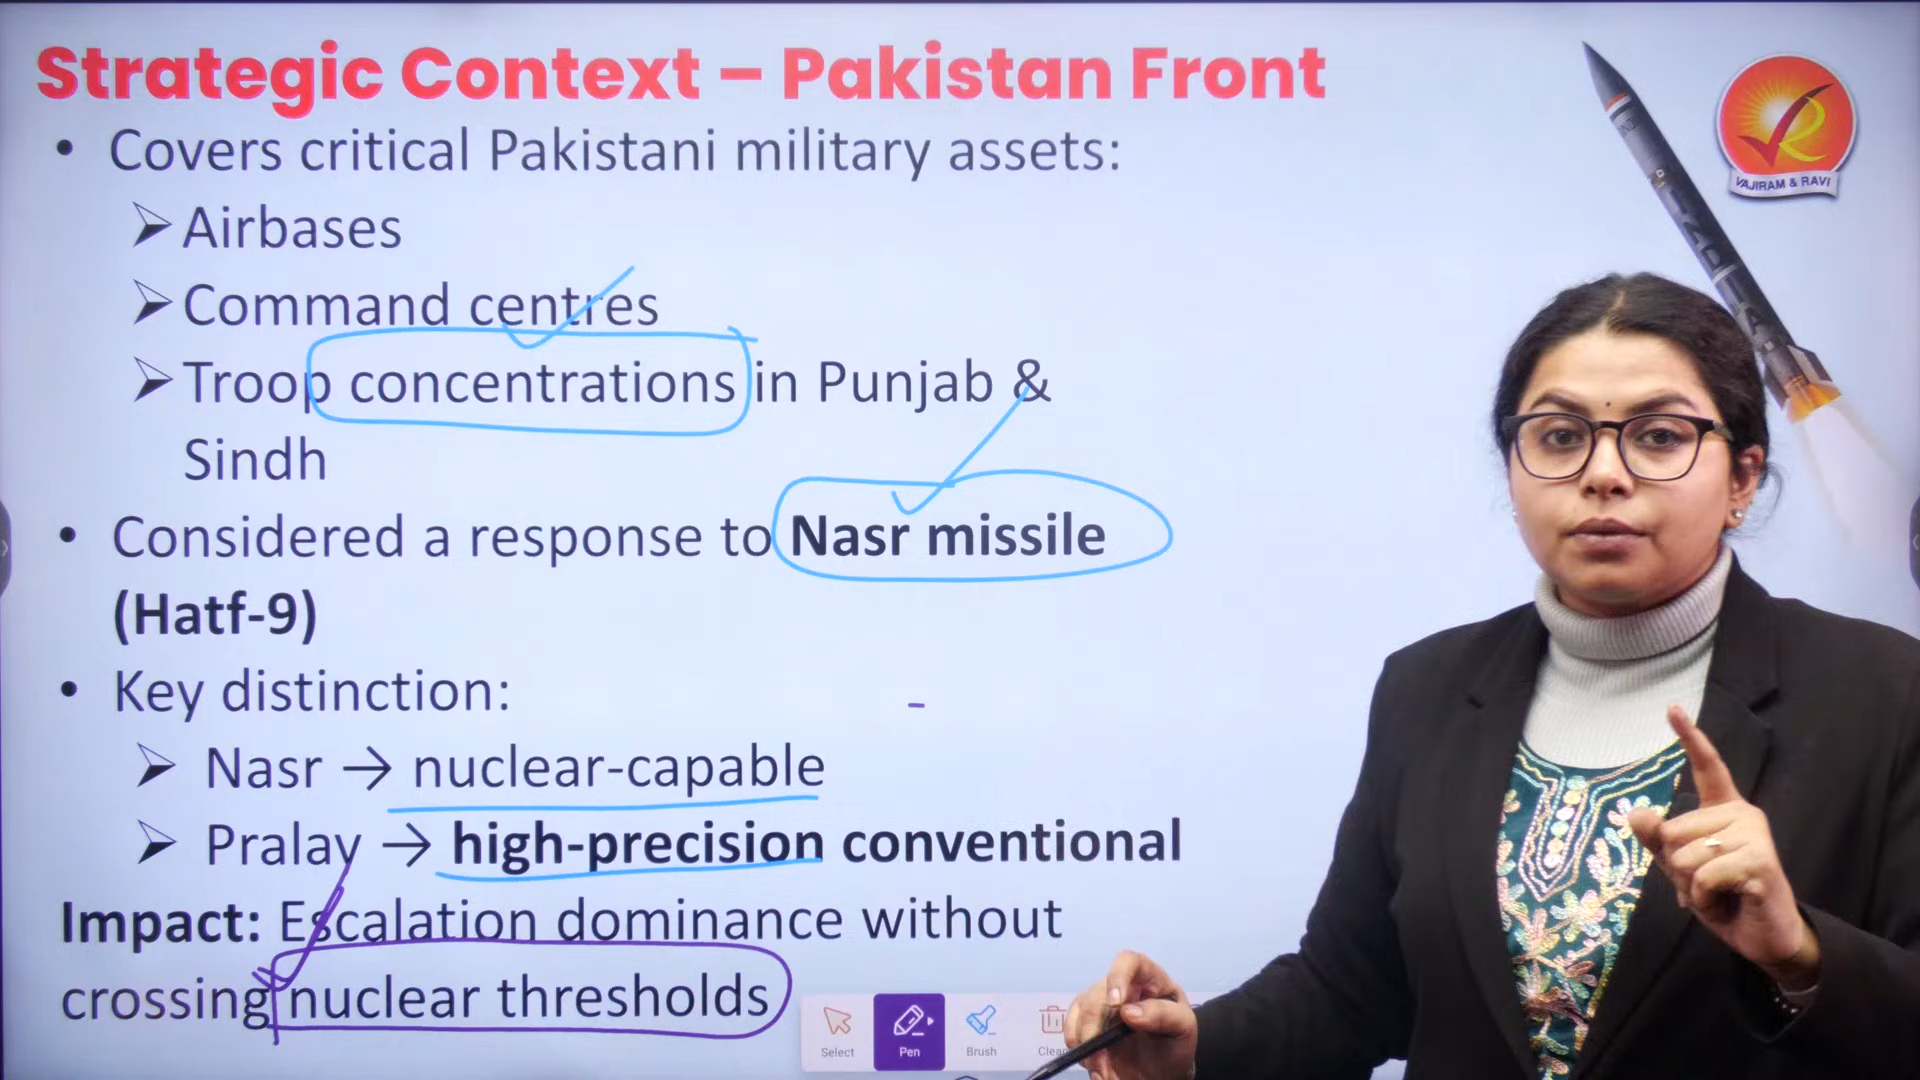 Strategic Context – Pakistan Front
• Covers critical Pakistani military assets:
➢ Airbases
➢ Command centres
➢ Troop concentrations in Punjab &
Sindh
• Considered a response to Nasr missile
(Hatf-9)
• Key distinction:
➢ Nasr → nuclear-capable
➢ Pralay → high-precision conventional
Impact: Escalation dominance without
crossing nuclear thresholds
VAJIRAM & RAVI
Select
Pen
Brush